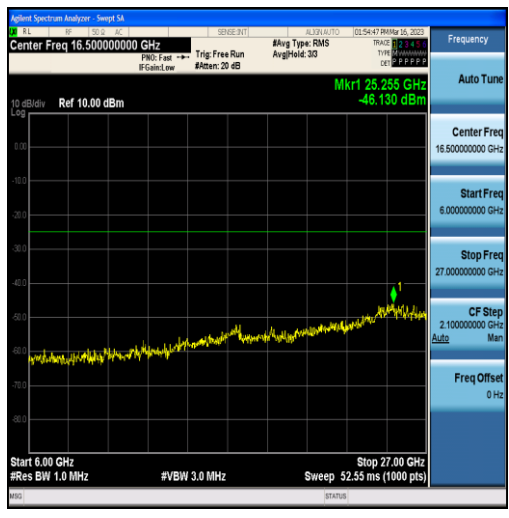 Agilent Spectrum Analyzer - Swept SA
RL RF 50 Ω AC SENSE:INT ALIGN AUTO 01:54:47 PM Mar 16, 2023
Center Freq 16.500000000 GHz
PNO: Fast
IFGain:Low
Trig: Free Run
#Atten: 20 dB
#Avg Type: RMS
Avg|Hold: 3/3
TRACE 1 2 3 4 5 6
TYPE M
DET P P P P P P
Mkr1 25.255 GHz
-46.130 dBm
10 dB/div Ref 10.00 dBm
Log
0.00
-10.0
-20.0
-30.0
-40.0
-50.0
-60.0
-70.0
-80.0
1
Start 6.00 GHz
Stop 27.00 GHz
#Res BW 1.0 MHz
#VBW 3.0 MHz
Sweep 52.55 ms (1000 pts)
MSG
STATUS
Frequency
Auto Tune
Center Freq
16.500000000 GHz
Start Freq
6.000000000 GHz
Stop Freq
27.000000000 GHz
CF Step
2.100000000 GHz
Auto Man
Freq Offset
0 Hz